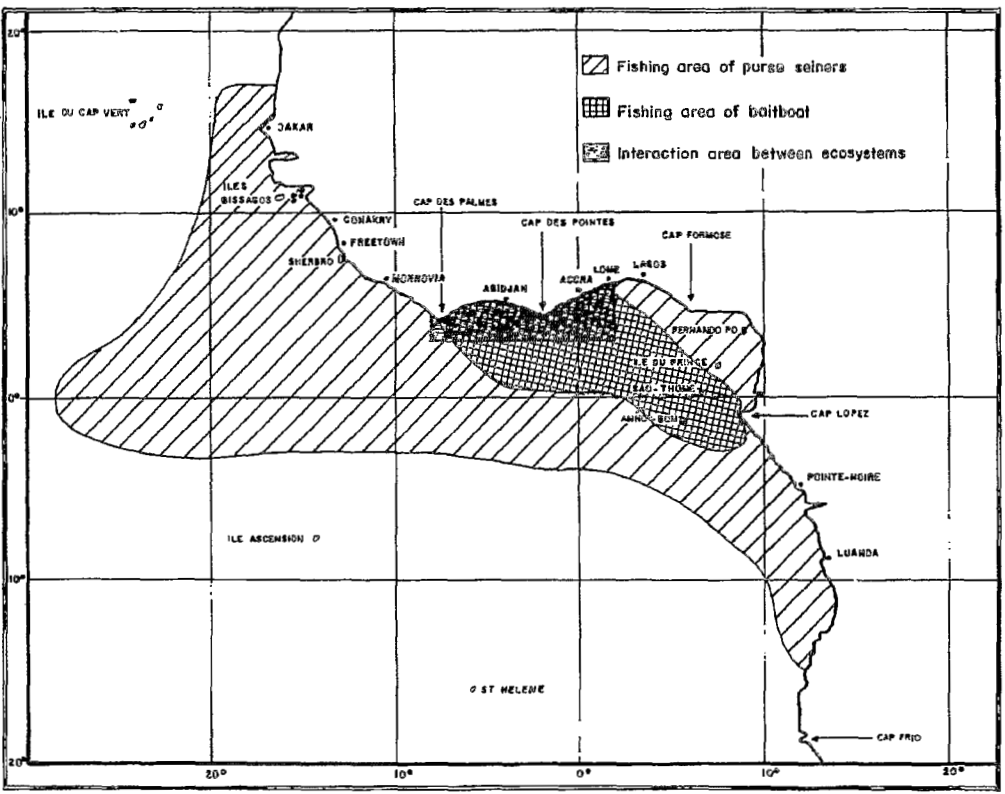 20°
Fishing area of purse seiners
ILE DU CAP VERT
Fishing area of baitboat
DAKAR
Interaction area between ecosystems
ÎLES
BISSAGOS
10°
CAP DES PALMES
CONAKRY
CAP DES POINTES
CAP FORMOSE
FREETOWN
SHERBRO
LAGOS
LOME
MONROVIA
ACCRA
ABIDJAN
FERNANDO PO
ILE DU PRINCE
SAO-THOME
0°
CAP LOPEZ
POINTE-NOIRE
ILE ASCENSION
LUANDA
10°
ST HELENE
CAP FRIO
20°
20°
10°
0°
10°
20°